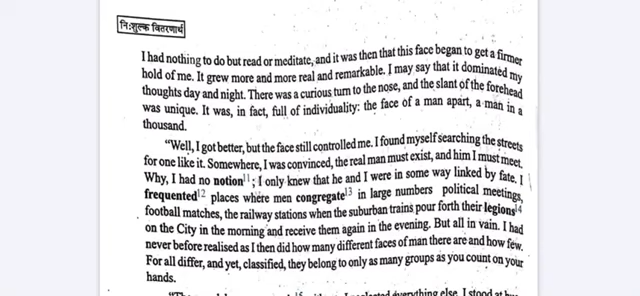 निःशुल्क वितरणार्थ
I had nothing to do but read or meditate, and it was then that this face began to get a firmer
hold of me. It grew more and more real and remarkable. I may say that it dominated my
thoughts day and night. There was a curious turn to the nose, and the slant of the forehead
was unique. It was, in fact, full of individuality: the face of a man apart, a man in a
thousand.
"Well, I got better, but the face still controlled me. I found myself searching the streets
for one like it. Somewhere, I was convinced, the real man must exist, and him I must meet.
Why, I had no notion¹¹; I only knew that he and I were in some way linked by fate. I
frequented¹² places where men congregate¹³ in large numbers political meetings,
football matches, the railway stations when the suburban trains pour forth their legions¹⁴
on the City in the morning and receive them again in the evening. But all in vain. I had
never before realised as I then did how many different faces of man there are and how few.
For all differ, and yet, classified, they belong to only as many groups as you count on your
hands.
everything else. I stood at